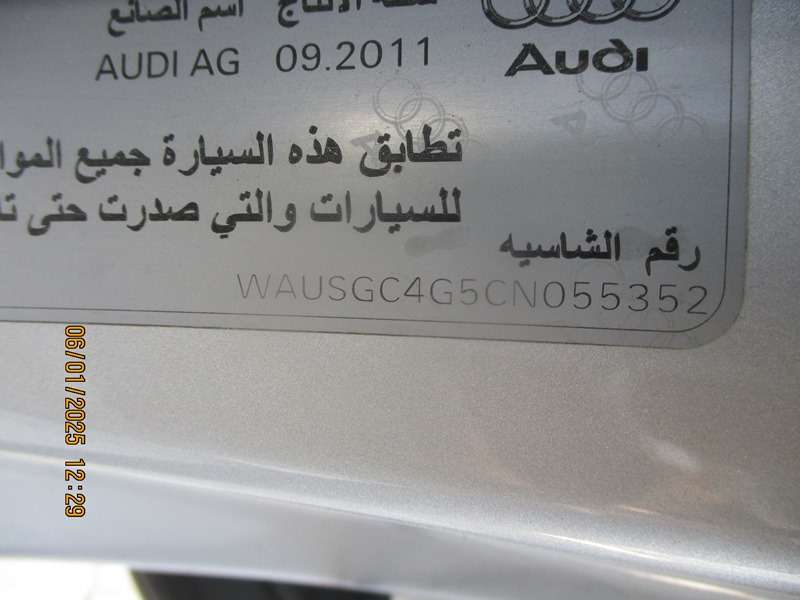 اسم الصانع
الانتاج
AUDI AG 09.2011
Audi
تطابق هذه السيارة جميع
للسيارات والتي صدرت حتى
رقم الشاسيه
WAUSGC4G5CN055352
06/01/2025 12:29